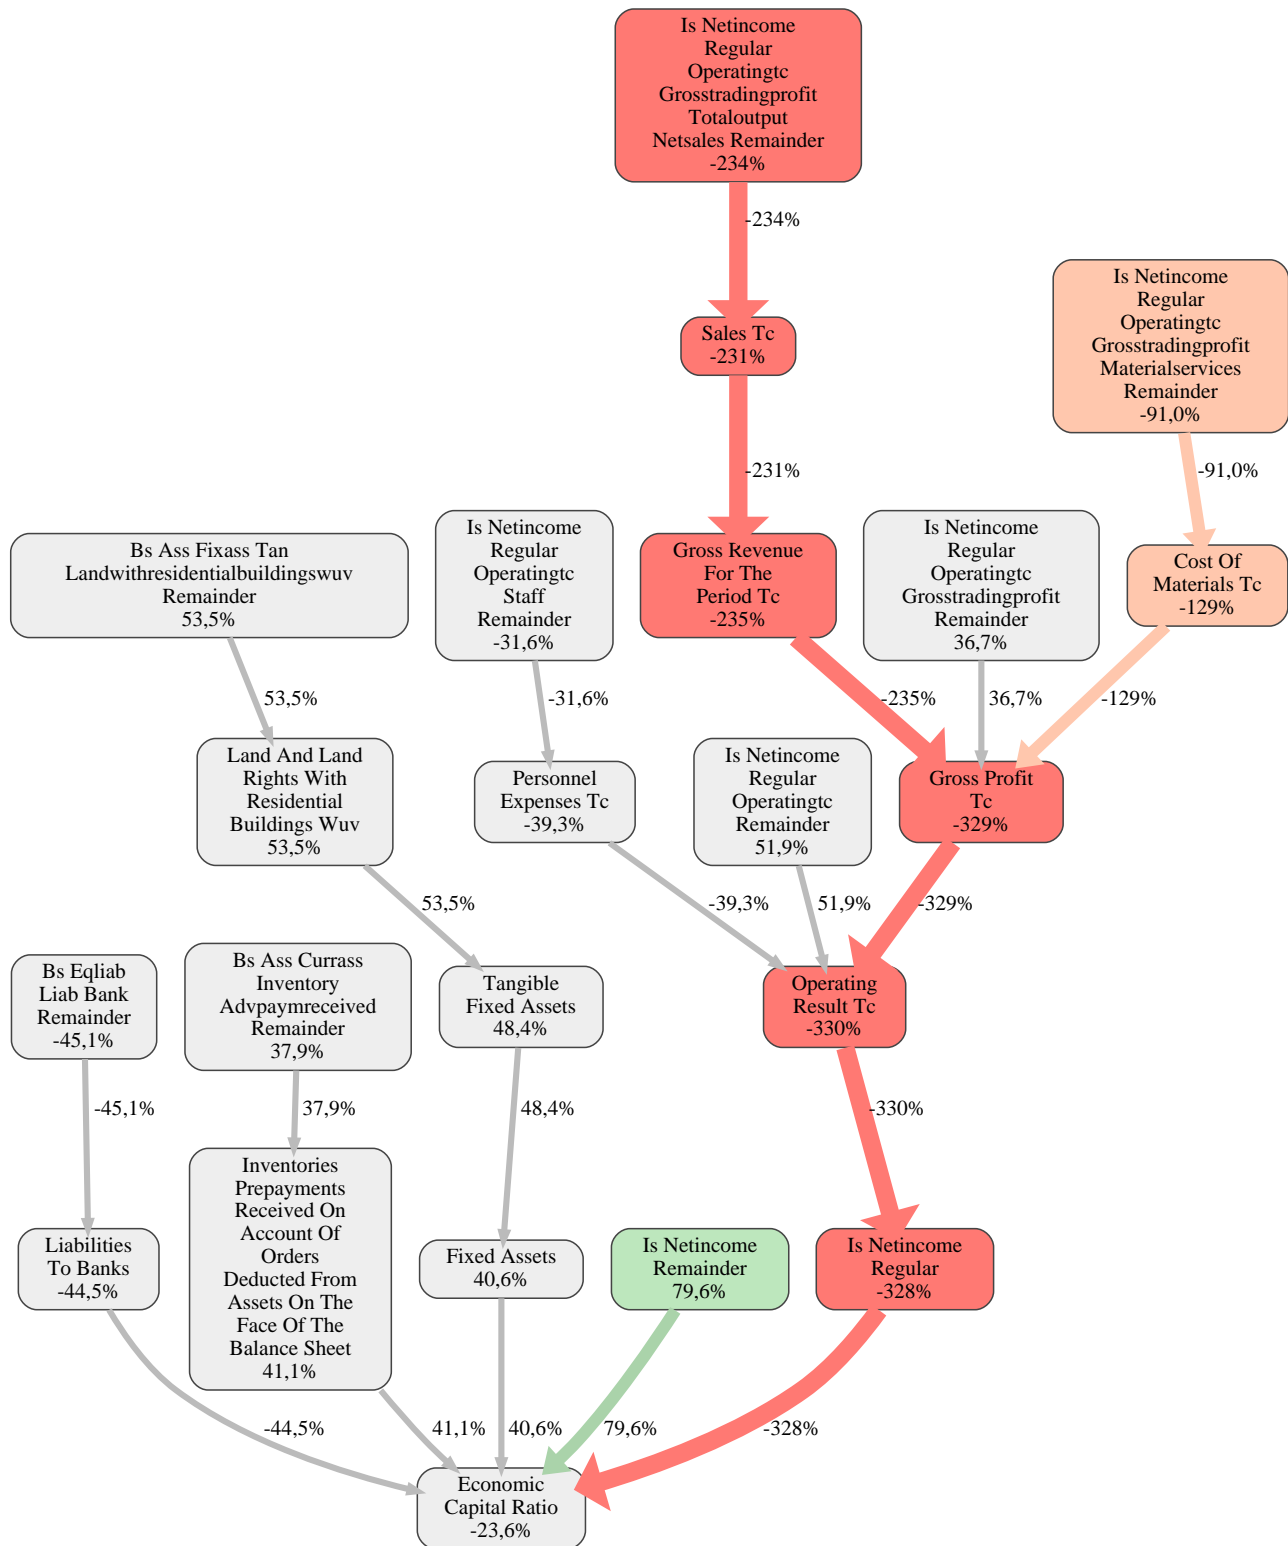 Is Netincome
Regular
Operatingtc
Grosstradingprofit
Totaloutput
Netsales Remainder
-234%
-234%
Is Netincome
Regular
Operatingtc
Grosstradingprofit
Materialservices
Remainder
-91,0%
Sales Tc
-231%
-231%
-91,0%
Bs Ass Fixass Tan
Landwithresidentialbuildingswuv
Remainder
53,5%
Is Netincome
Regular
Operatingtc
Staff
Remainder
-31,6%
Gross Revenue
For The
Period Tc
-235%
Is Netincome
Regular
Operatingtc
Grosstradingprofit
Remainder
36,7%
Cost Of
Materials Tc
-129%
53,5%
-31,6%
-235%
36,7%
-129%
Land And Land
Rights With
Residential
Buildings Wuv
53,5%
Personnel
Expenses Tc
-39,3%
Is Netincome
Regular
Operatingtc
Remainder
51,9%
Gross Profit
Tc
-329%
53,5%
-39,3%
51,9%
-329%
Bs Eqliab
Liab Bank
Remainder
-45,1%
Bs Ass Currass
Inventory
Advpaymreceived
Remainder
37,9%
Tangible
Fixed Assets
48,4%
Operating
Result Tc
-330%
-45,1%
37,9%
48,4%
-330%
Liabilities
To Banks
-44,5%
Inventories
Prepayments
Received On
Account Of
Orders
Deducted From
Assets On The
Face Of The
Balance Sheet
41,1%
Fixed Assets
40,6%
Is Netincome
Remainder
79,6%
Is Netincome
Regular
-328%
-44,5%
41,1%
40,6%
79,6%
-328%
Economic
Capital Ratio
-23,6%